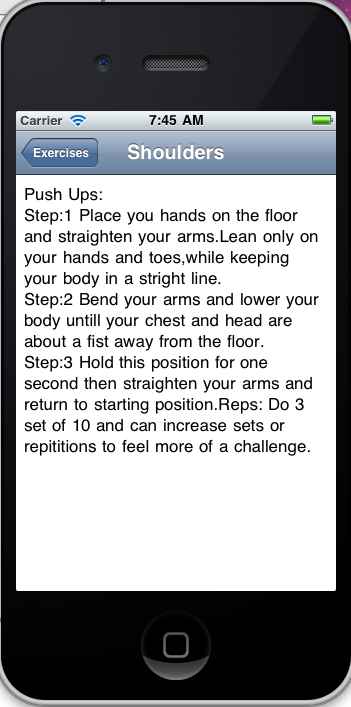 Carrier 7:45 AM
Exercises Shoulders
Push Ups:
Step:1 Place you hands on the floor
and straighten your arms.Lean only on
your hands and toes,while keeping
your body in a stright line.
Step:2 Bend your arms and lower your
body untill your chest and head are
about a fist away from the floor.
Step:3 Hold this position for one
second then straighten your arms and
return to starting position.Reps: Do 3
set of 10 and can increase sets or
repititions to feel more of a challenge.